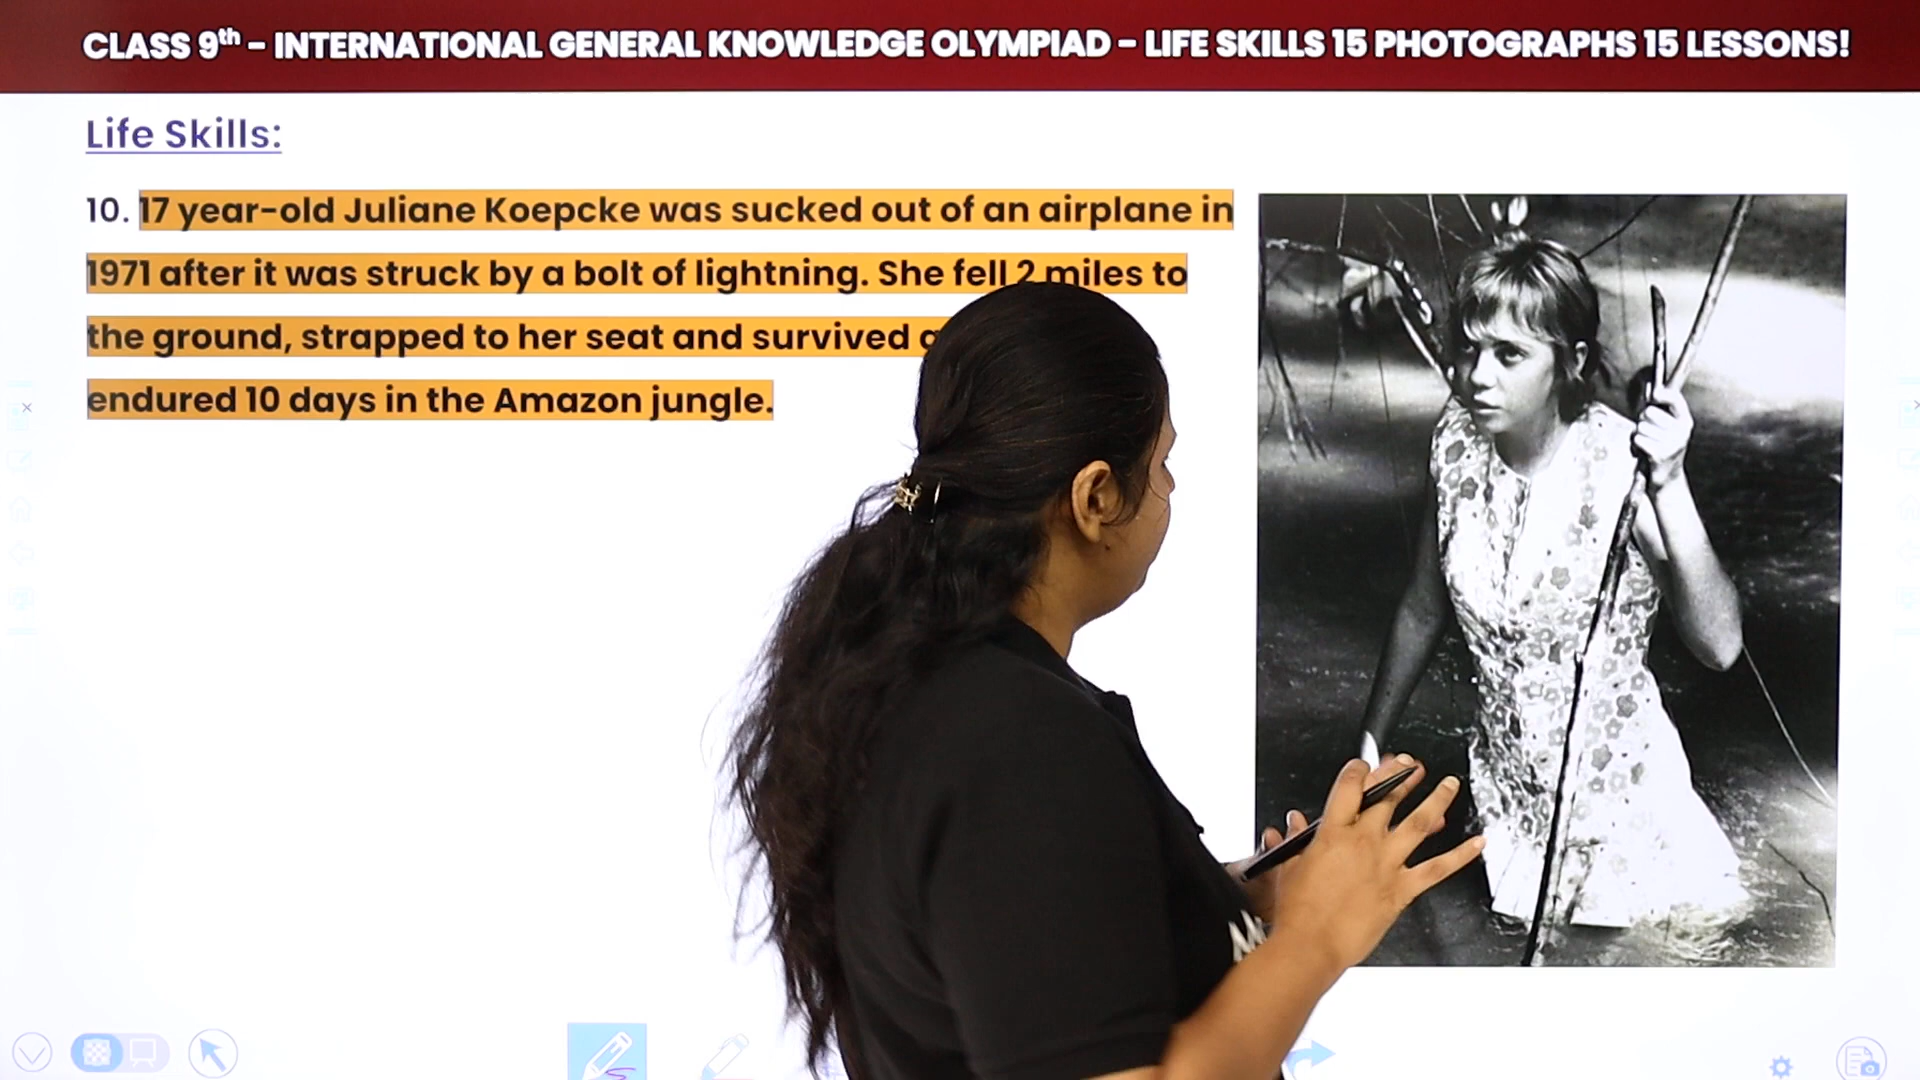 CLASS 9th – INTERNATIONAL GENERAL KNOWLEDGE OLYMPIAD – LIFE SKILLS 15 PHOTOGRAPHS 15 LESSONS!
Life Skills:
10. 17 year-old Juliane Koepcke was sucked out of an airplane in
1971 after it was struck by a bolt of lightning. She fell 2 miles to
the ground, strapped to her seat and survived
endured 10 days in the Amazon jungle.